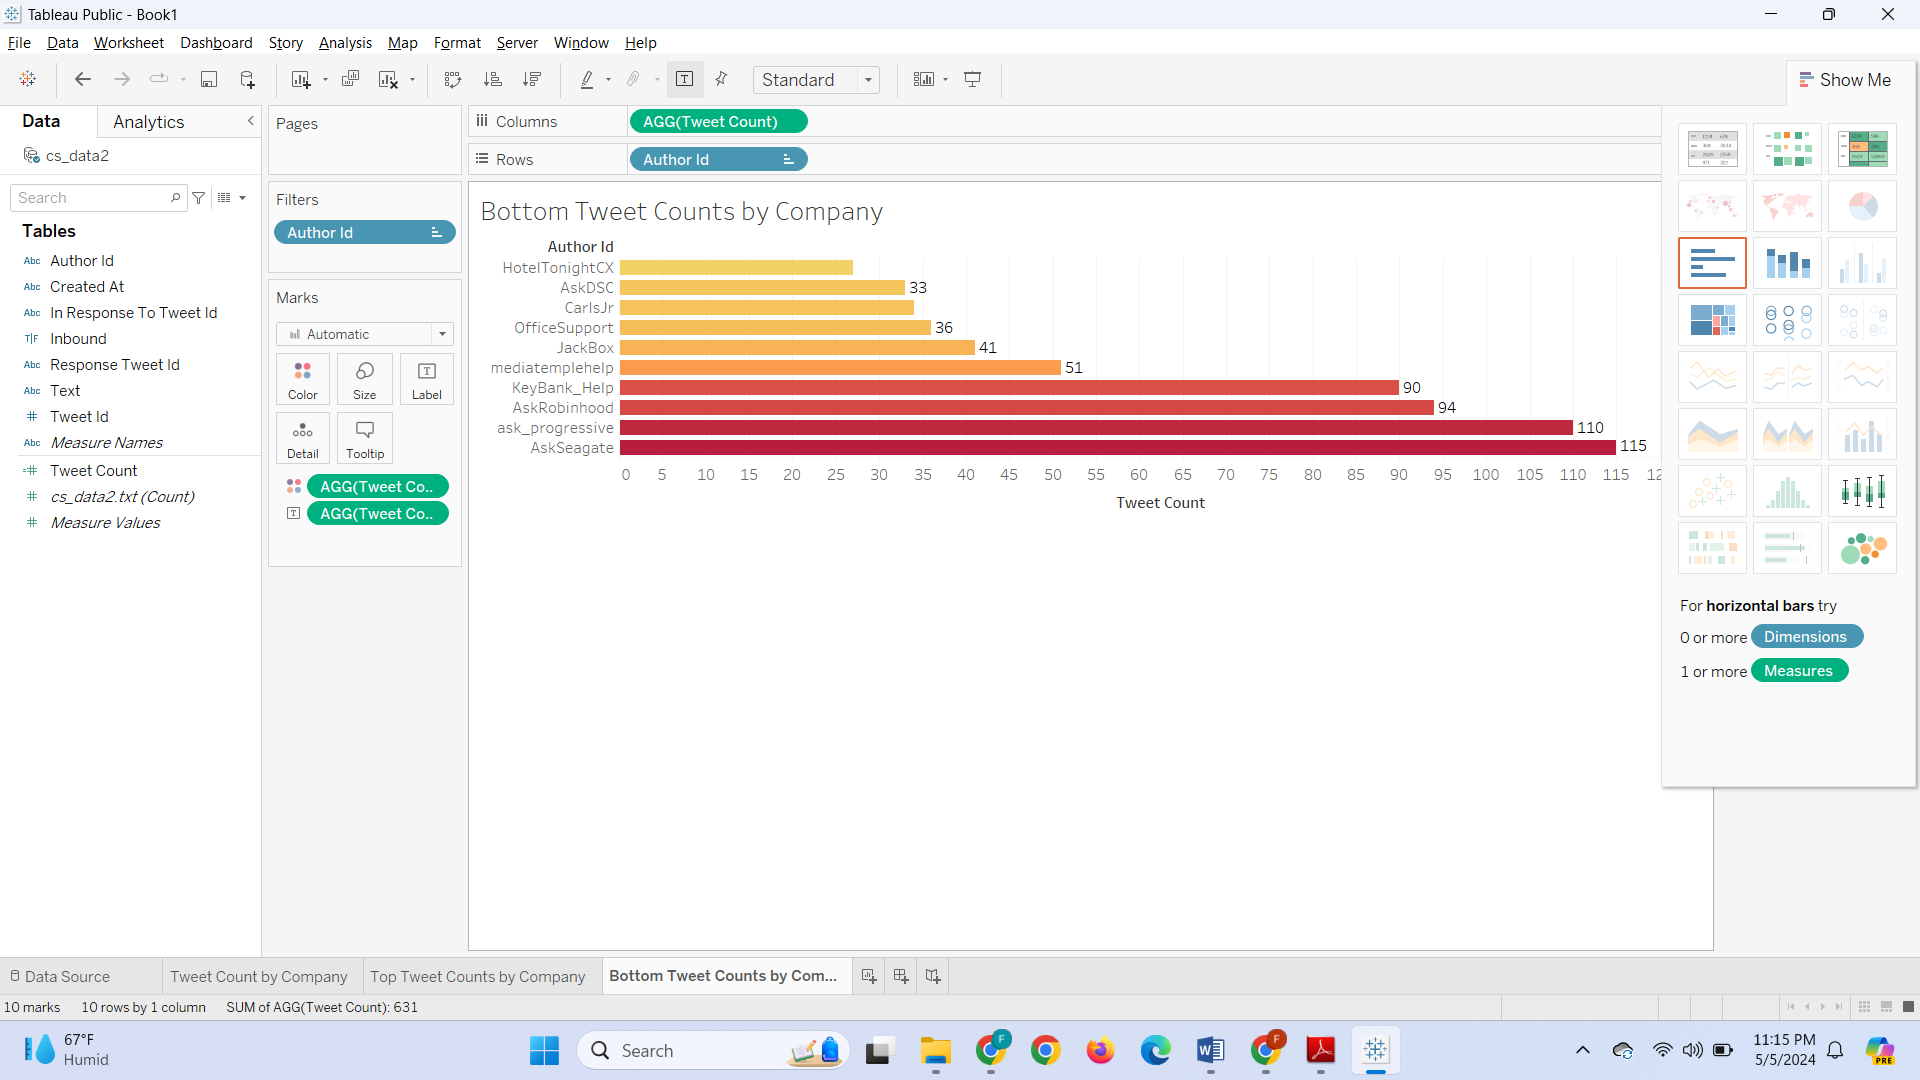 Tableau Public - Book1
File Data Worksheet Dashboard Story Analysis Map Format Server Window Help
Standard
Show Me
Data
Analytics
cs_data2
Search
Tables
Abc Author Id
Abc Created At
Abc In Response To Tweet Id
T|F Inbound
Abc Response Tweet Id
Abc Text
# Tweet Id
Abc Measure Names
=# Tweet Count
# cs_data2.txt (Count)
# Measure Values
Pages
Filters
Author Id
Marks
Automatic
Color Size Label
Detail Tooltip
AGG(Tweet Co..
AGG(Tweet Co..
Columns AGG(Tweet Count)
Rows Author Id
Bottom Tweet Counts by Company
Author Id
HotelTonightCX
AskDSC 33
CarlsJr
OfficeSupport 36
JackBox 41
mediatemplehelp 51
KeyBank_Help 90
AskRobinhood 94
ask_progressive 110
AskSeagate 115
0 5 10 15 20 25 30 35 40 45 50 55 60 65 70 75 80 85 90 95 100 105 110 115 12
Tweet Count
For horizontal bars try
0 or more Dimensions
1 or more Measures
Data Source
Tweet Count by Company
Top Tweet Counts by Company
Bottom Tweet Counts by Com...
10 marks 10 rows by 1 column SUM of AGG(Tweet Count): 631
67°F
Humid
Search
F
F
11:15 PM
5/5/2024
PRE